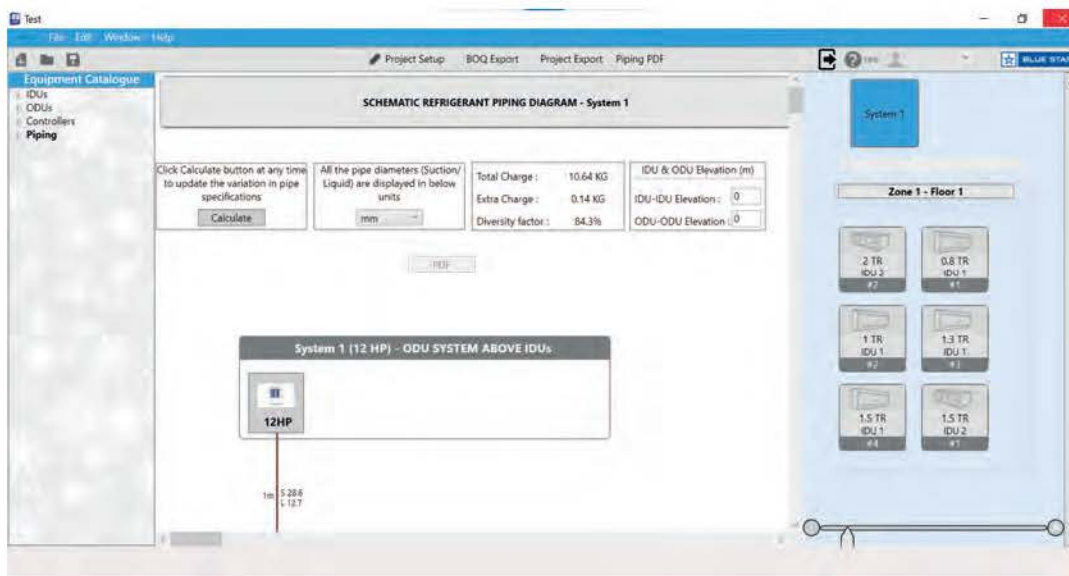 Test
File Edit Window Help
Project Setup BOQ Export Project Export Piping PDF
BLUE STAR
Equipment Catalogue
IDUs
ODUs
Controllers
Piping
SCHEMATIC REFRIGERANT PIPING DIAGRAM - System 1
Click Calculate button at any time
to update the variation in pipe
specifications
Calculate
All the pipe diameters (Suction/
Liquid) are displayed in below
units
mm
Total Charge : 10.64 KG
Extra Charge : 0.14 KG
Diversity factor : 84.3%
IDU & ODU Elevation (m)
IDU-IDU Elevation : 0
ODU-ODU Elevation : 0
PDF
System 1 (12 HP) - ODU SYSTEM ABOVE IDUs
12HP
1m
S 28.6
L 12.7
System 1
Zone 1 - Floor 1
2 TR
IDU 2
#2
0.8 TR
IDU 1
#1
1 TR
IDU 1
#2
1.3 TR
IDU 1
#3
1.5 TR
IDU 1
#4
1.5 TR
IDU 2
#1